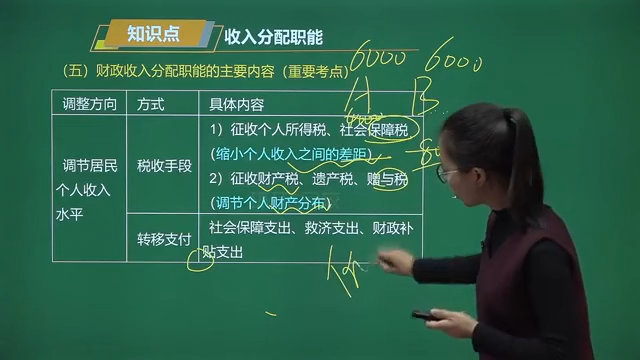 知识点
收入分配职能
(五)财政收入分配职能的主要内容(重要考点)
6000 6000
A B
调整方向 方式 具体内容
调节居民个人收入水平
税收手段
1)征收个人所得税、社会保障税
(缩小个人收入之间的差距)
2)征收财产税、遗产税、赠与税
(调节个人财产分布)
转移支付
社会保障支出、救济支出、财政补
贴支出